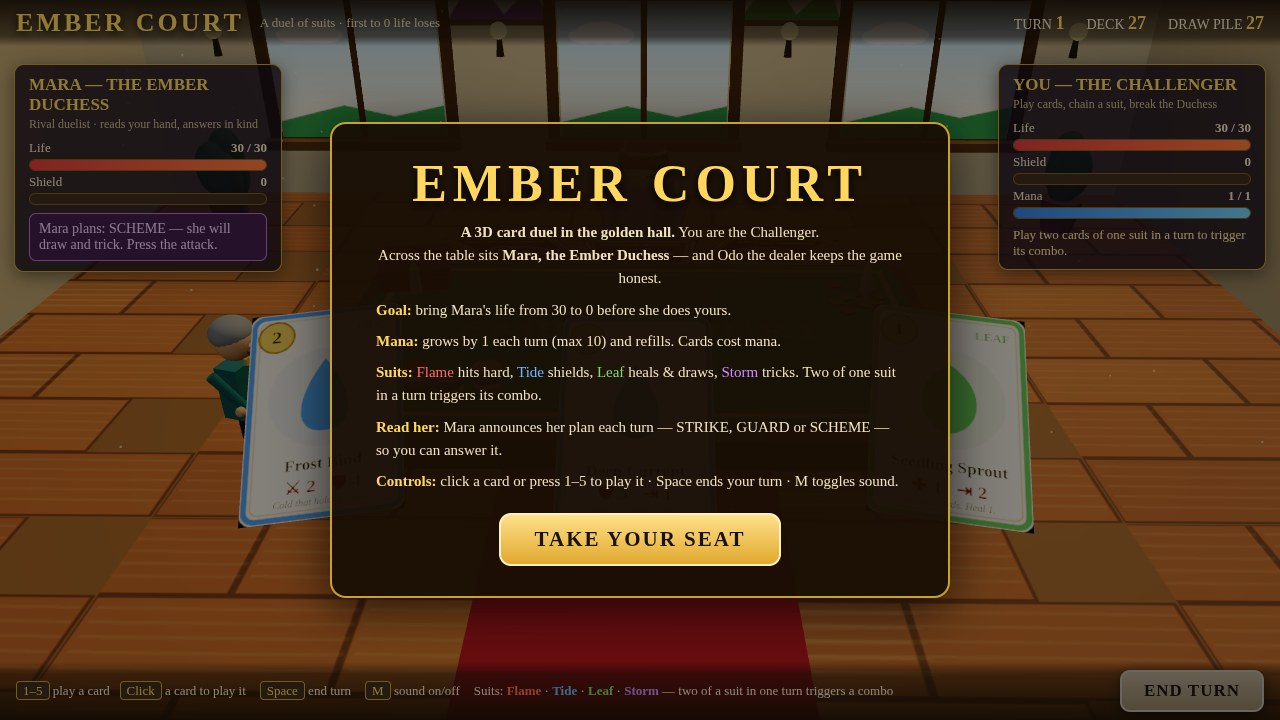 EMBER COURT
A duel of suits · first to 0 life loses
TURN 1 DECK 27 DRAW PILE 27
MARA — THE EMBER
DUCHESS
Rival duelist · reads your hand, answers in kind
Life 30 / 30
Shield 0
Mara plans: SCHEME — she will
draw and trick. Press the attack.
YOU — THE CHALLENGER
Play cards, chain a suit, break the Duchess
Life 30 / 30
Shield 0
Mana 1 / 1
Play two cards of one suit in a turn to trigger
its combo.
EMBER COURT
A 3D card duel in the golden hall. You are the Challenger.
Across the table sits Mara, the Ember Duchess — and Odo the dealer keeps the game
honest.
Goal: bring Mara's life from 30 to 0 before she does yours.
Mana: grows by 1 each turn (max 10) and refills. Cards cost mana.
Suits: Flame hits hard, Tide shields, Leaf heals & draws, Storm tricks. Two of one suit
in a turn triggers its combo.
Read her: Mara announces her plan each turn — STRIKE, GUARD or SCHEME —
so you can answer it.
Controls: click a card or press 1–5 to play it · Space ends your turn · M toggles sound.
TAKE YOUR SEAT
2
Frost
2
LEAF
Sprout
2
1–5 play a card Click a card to play it Space end turn M sound on/off Suits: Flame · Tide · Leaf · Storm — two of a suit in one turn triggers a combo
END TURN